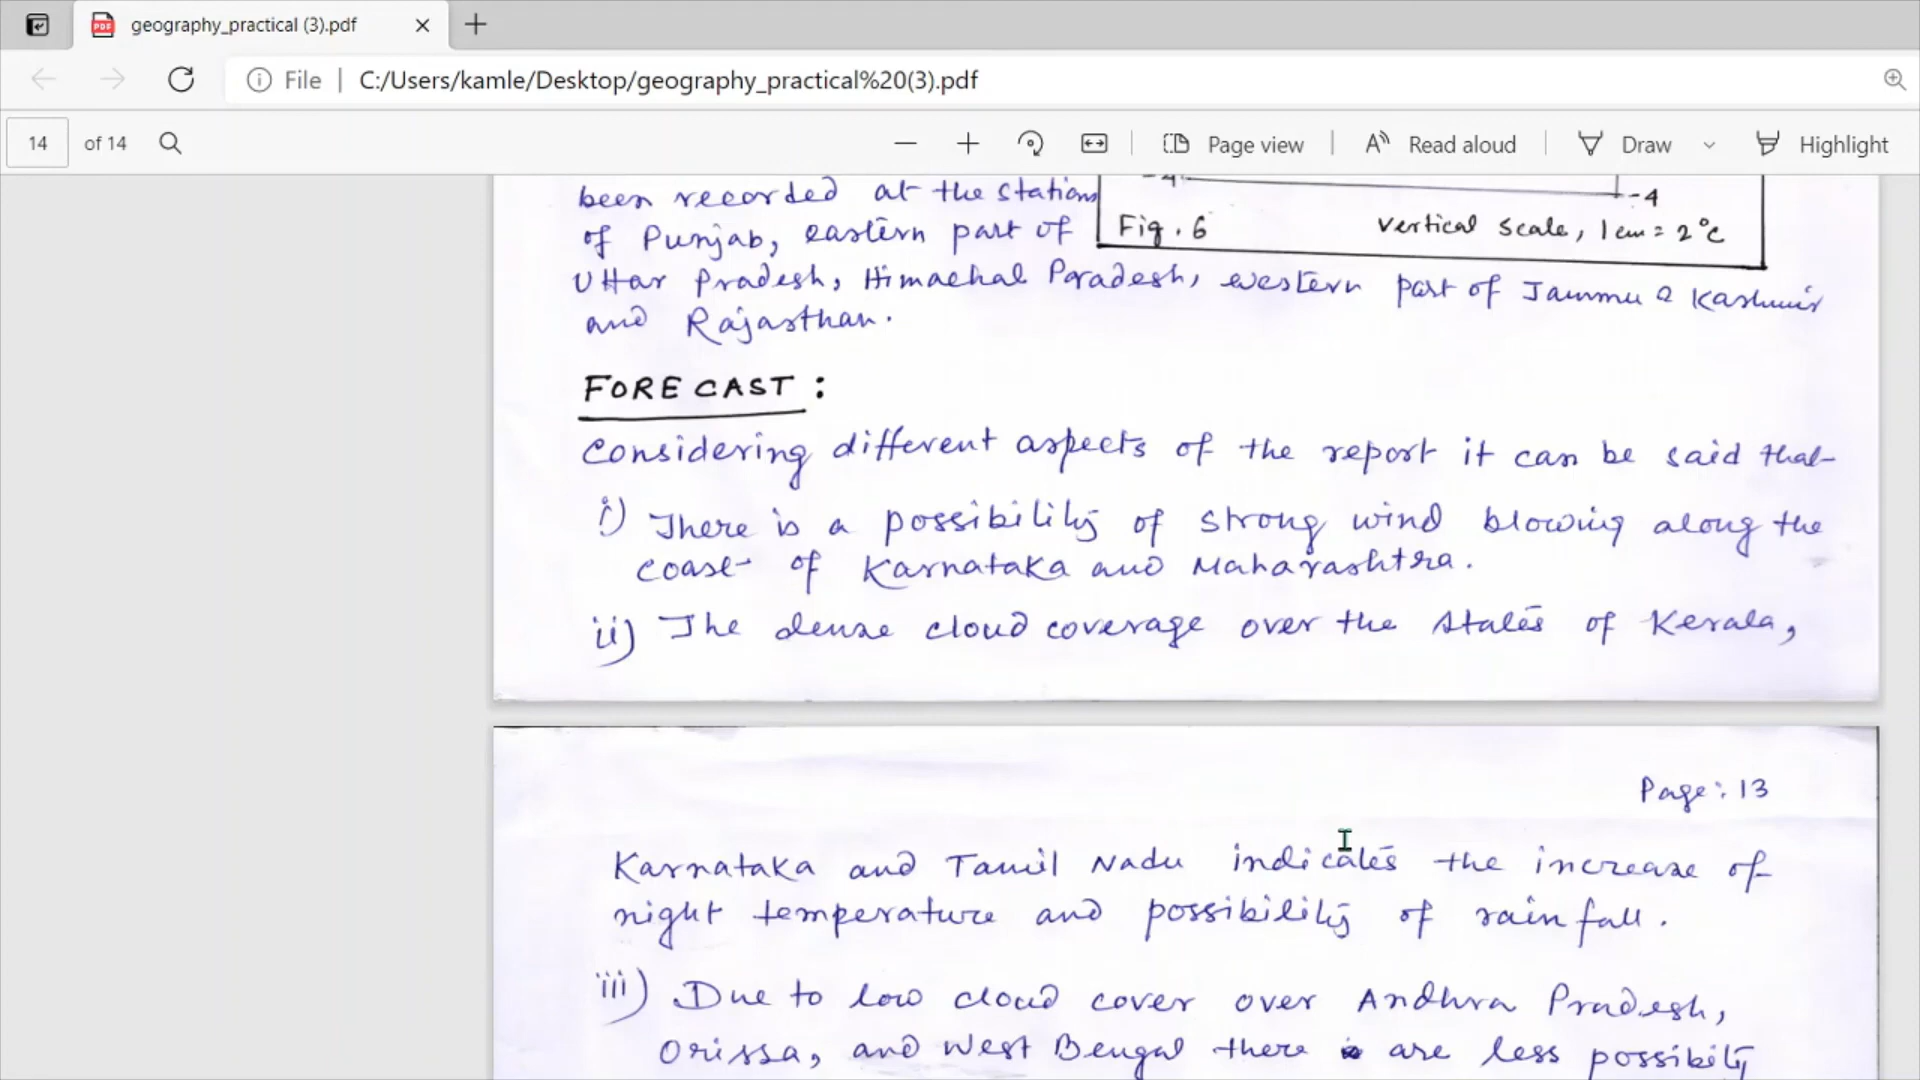 geography_practical (3).pdf
File | C:/Users/kamle/Desktop/geography_practical%20(3).pdf
14 of 14 Page view Read aloud Draw Highlight
-4 -4
been recorded at the stations
of Punjab, eastern part of
Fig. 6 Vertical Scale, 1 cm = 2°C
Uttar Pradesh, Himachal Pradesh, western part of Jammu & Kashmir
and Rajasthan.
FORECAST :
Considering different aspects of the report it can be said that-
i) There is a possibility of strong wind blowing along the
coast of Karnataka and Maharashtra.
ii) The dense cloud coverage over the states of Kerala,
Page: 13
Karnataka and Tamil Nadu indicates the increase of
night temperature and possibility of rainfall.
iii) Due to low cloud cover over Andhra Pradesh,
Orissa, and West Bengal there are less possibility